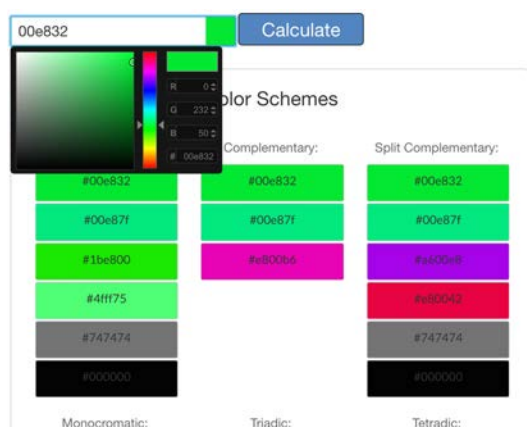 00e832
Calculate
R 0
G 232
B 50
# 00e832
olor Schemes
Complementary:
Split Complementary:
#00e832
#00e832
#00e832
#00e87f
#00e87f
#00e87f
#1be800
#e800b6
#a600e8
#4fff75
#e80042
#747474
#747474
#000000
#000000
Monocromatic:
Triadic:
Tetradic: